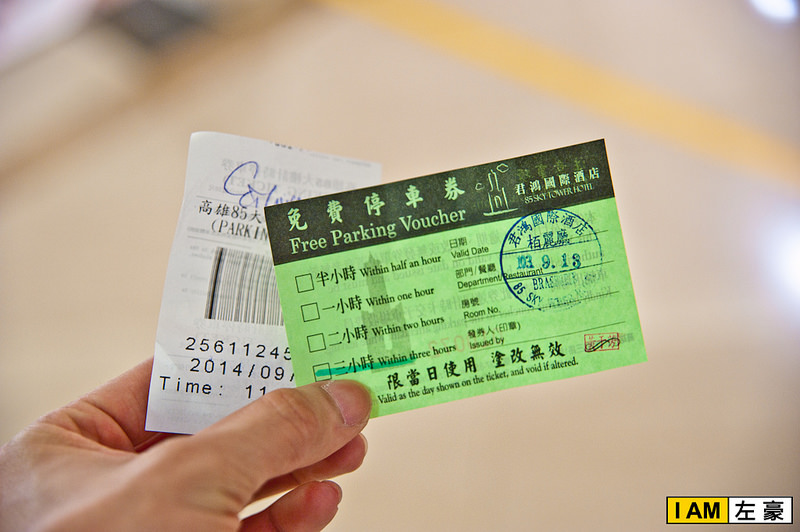 高雄85大
(PARKIN
25611245
2014/09/
Time: 11
免費停車券
Free Parking Voucher
君鴻國際酒店
85 SKY TOWER HOTEL
半小時 Within half an hour
一小時 Within one hour
二小時 Within two hours
三小時 Within three hours
日期
Valid Date
部門/餐廳
Department/Restaurant
房號
Room No.
發券人(印章)
Issued by
君鴻國際酒店
柏麗廳
103. 9. 13
85 SKY
限當日使用 塗改無效
Valid as the day shown on the ticket, and void if altered.
I AM 左豪